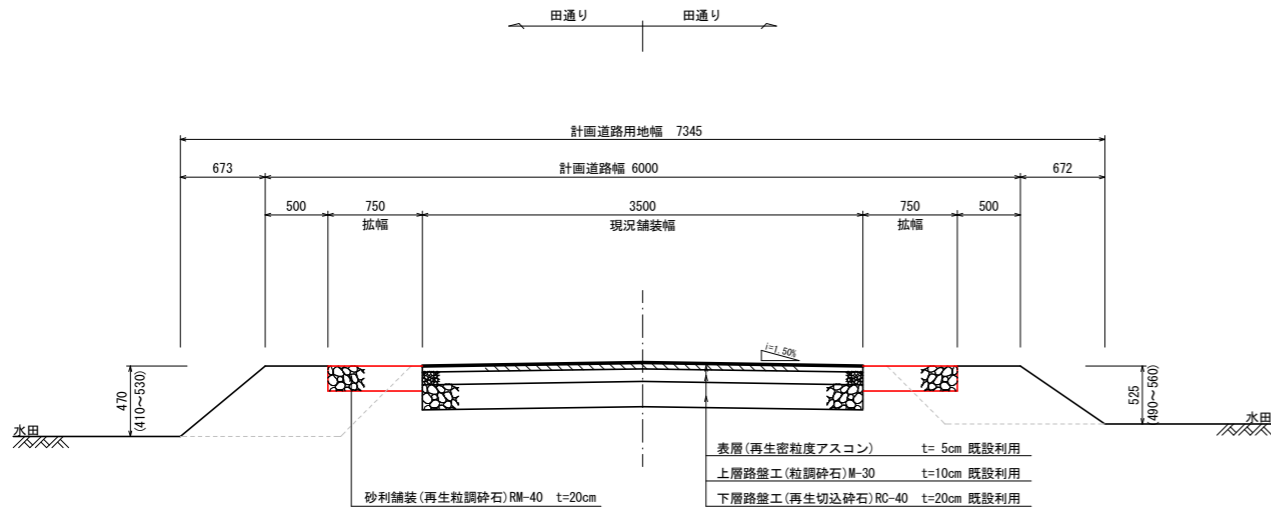 田通り 田通り
計画道路用地幅 7345
673 計画道路幅 6000 672
500 750 3500 750 500
拡幅 現況舗装幅 拡幅
i=1.50%
470
(410～530)
525
(490～560)
水田 水田
表層(再生密粒度アスコン) t= 5cm 既設利用
上層路盤工(粒調砕石)M-30 t=10cm 既設利用
砂利舗装(再生粒調砕石)RM-40 t=20cm 下層路盤工(再生切込砕石)RC-40 t=20cm 既設利用